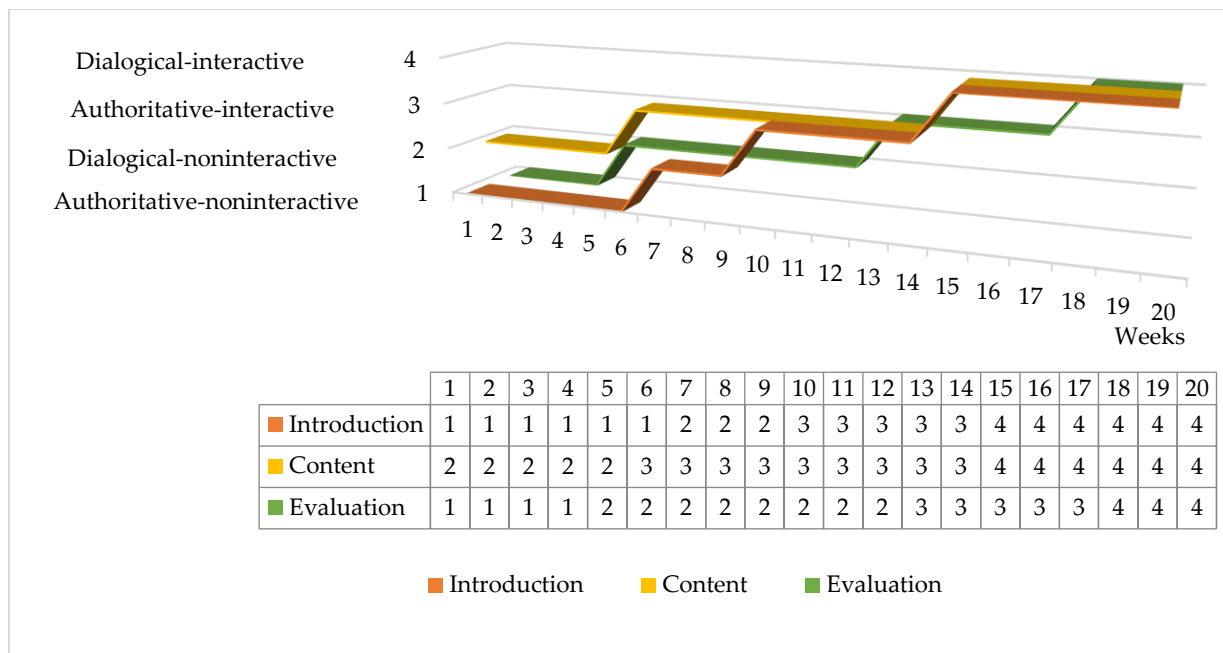 Dialogical-interactive 4
Authoritative-interactive 3
Dialogical-noninteractive 2
Authoritative-noninteractive 1
1 2 3 4 5 6 7 8 9 10 11 12 13 14 15 16 17 18 19 20
Weeks
1 2 3 4 5 6 7 8 9 10 11 12 13 14 15 16 17 18 19 20
Introduction 1 1 1 1 1 1 2 2 2 3 3 3 3 3 4 4 4 4 4 4
Content 2 2 2 2 2 3 3 3 3 3 3 3 3 3 4 4 4 4 4 4
Evaluation 1 1 1 1 2 2 2 2 2 2 2 2 3 3 3 3 3 4 4 4
Introduction Content Evaluation